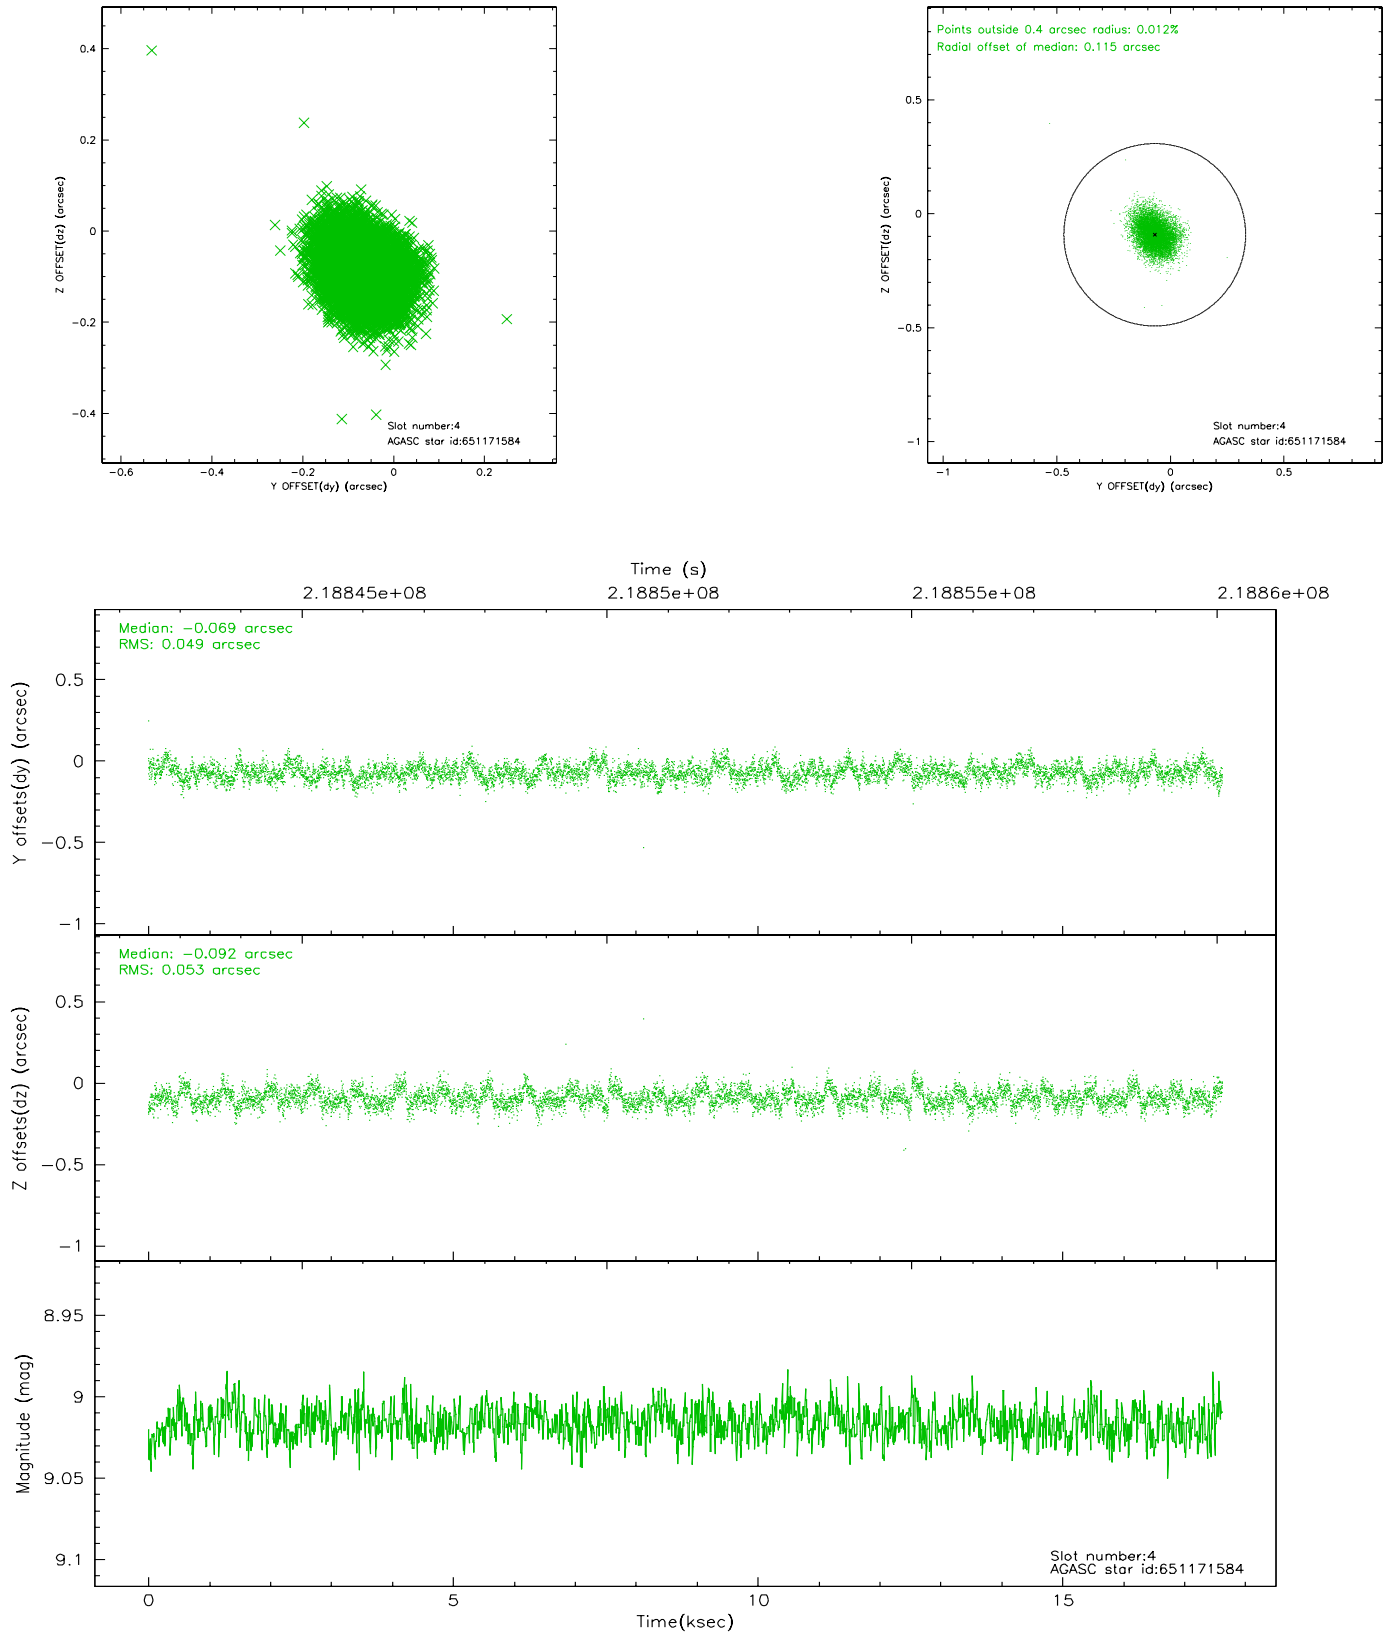 0.4
0.2
0
−0.2
−0.4
Z OFFSET(dz) (arcsec)
Slot number:4
AGASC star id:651171584
−0.6
−0.4
−0.2
0
0.2
Y OFFSET(dy) (arcsec)
Points outside 0.4 arcsec radius: 0.012%
Radial offset of median: 0.115 arcsec
0.5
0
−0.5
−1
Z OFFSET(dz) (arcsec)
Slot number:4
AGASC star id:651171584
−1
−0.5
0
0.5
Y OFFSET(dy) (arcsec)
Time (s)
2.18845e+08
2.1885e+08
2.18855e+08
2.1886e+08
Median: −0.069 arcsec
RMS: 0.049 arcsec
0.5
0
−0.5
−1
Y offsets(dy) (arcsec)
Median: −0.092 arcsec
RMS: 0.053 arcsec
0.5
0
−0.5
−1
Z offsets(dz) (arcsec)
8.95
9
9.05
9.1
Magnitude (mag)
Slot number:4
AGASC star id:651171584
0
5
10
15
Time(ksec)